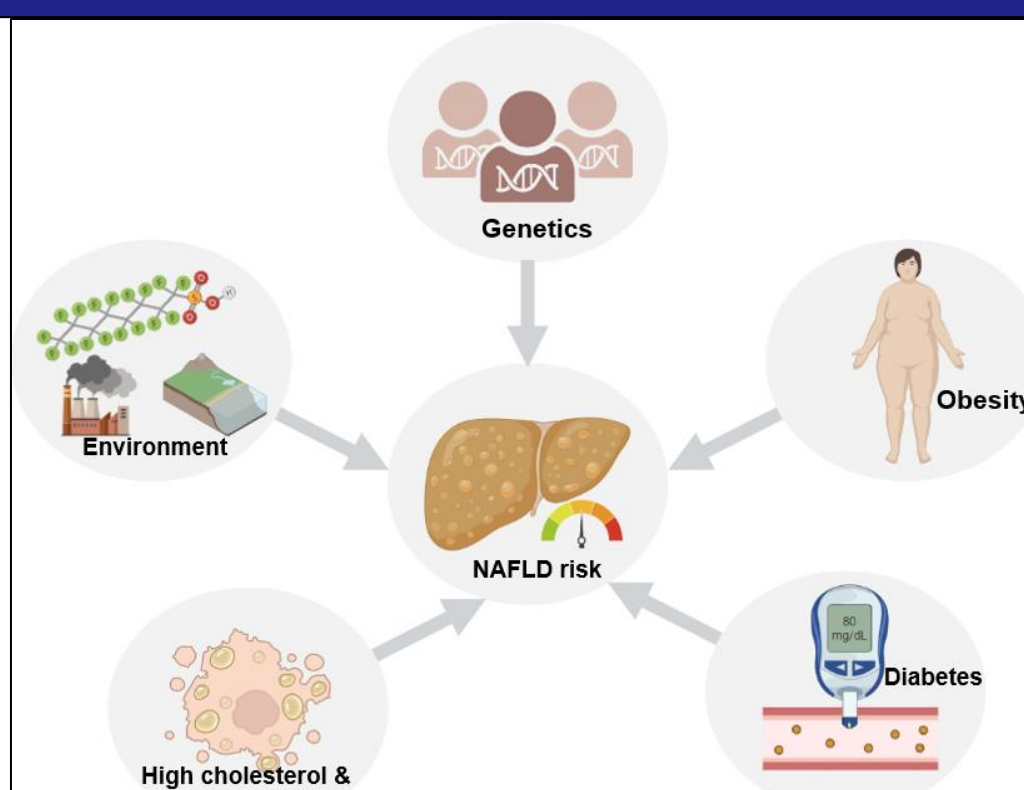 Genetics
Environment
Obesity
NAFLD risk
80
mg/dL
Diabetes
High cholesterol &